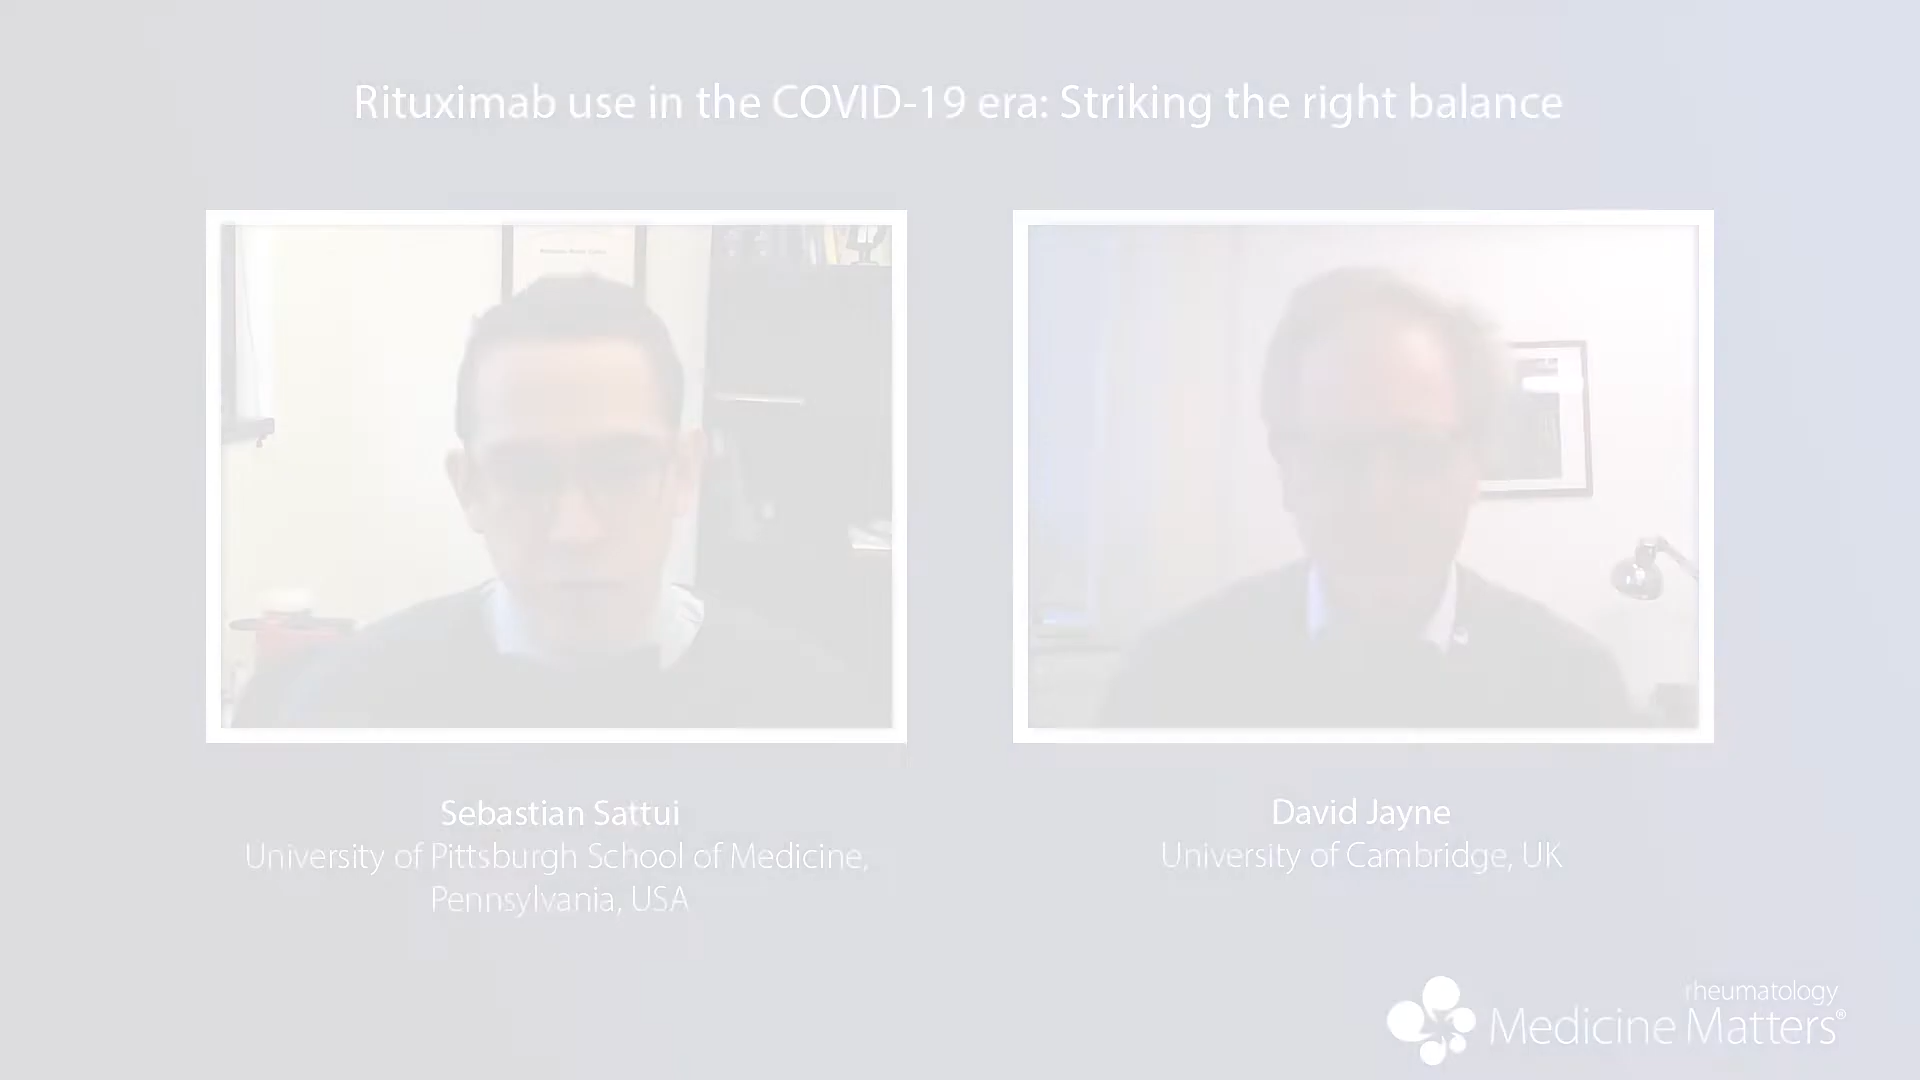 Rituximab use in the COVID-19 era: Striking the right balance
Sebastian Sattui
University of Pittsburgh School of Medicine,
Pennsylvania, USA
David Jayne
University of Cambridge, UK
rheumatology
Medicine Matters®